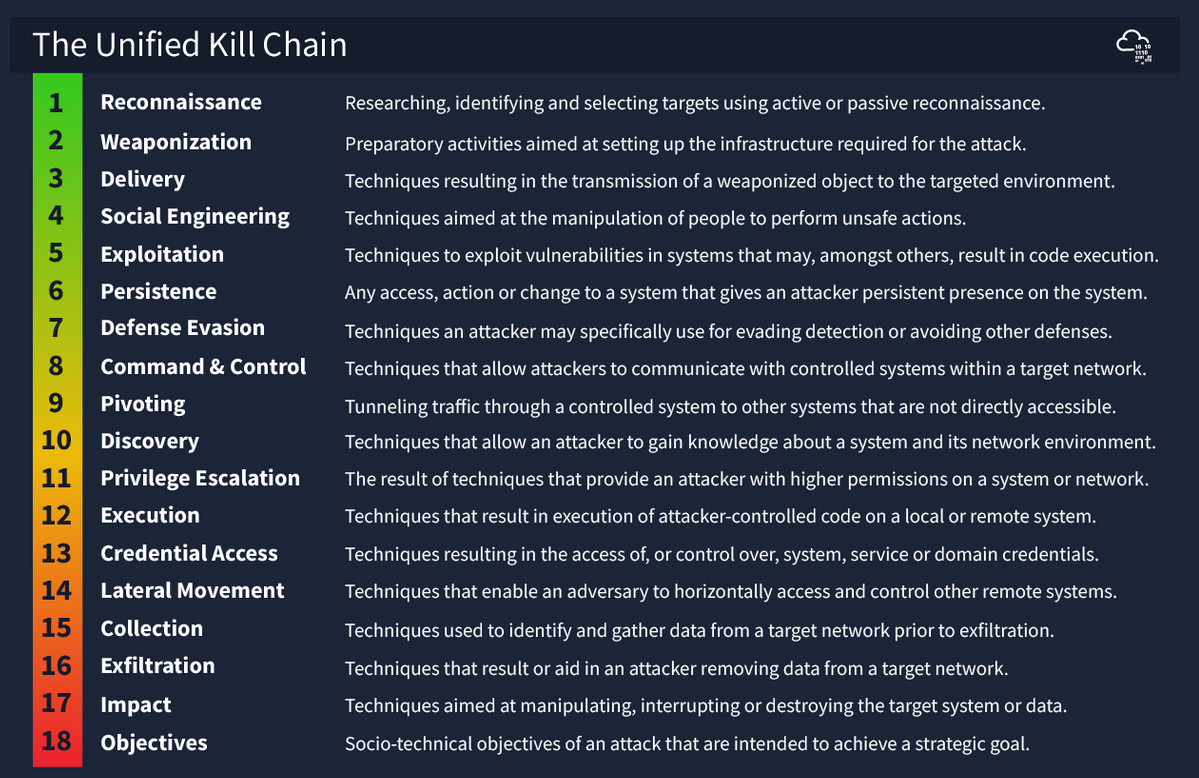 The Unified Kill Chain
1 Reconnaissance Researching, identifying and selecting targets using active or passive reconnaissance.
2 Weaponization Preparatory activities aimed at setting up the infrastructure required for the attack.
3 Delivery Techniques resulting in the transmission of a weaponized object to the targeted environment.
4 Social Engineering Techniques aimed at the manipulation of people to perform unsafe actions.
5 Exploitation Techniques to exploit vulnerabilities in systems that may, amongst others, result in code execution.
6 Persistence Any access, action or change to a system that gives an attacker persistent presence on the system.
7 Defense Evasion Techniques an attacker may specifically use for evading detection or avoiding other defenses.
8 Command & Control Techniques that allow attackers to communicate with controlled systems within a target network.
9 Pivoting Tunneling traffic through a controlled system to other systems that are not directly accessible.
10 Discovery Techniques that allow an attacker to gain knowledge about a system and its network environment.
11 Privilege Escalation The result of techniques that provide an attacker with higher permissions on a system or network.
12 Execution Techniques that result in execution of attacker-controlled code on a local or remote system.
13 Credential Access Techniques resulting in the access of, or control over, system, service or domain credentials.
14 Lateral Movement Techniques that enable an adversary to horizontally access and control other remote systems.
15 Collection Techniques used to identify and gather data from a target network prior to exfiltration.
16 Exfiltration Techniques that result or aid in an attacker removing data from a target network.
17 Impact Techniques aimed at manipulating, interrupting or destroying the target system or data.
18 Objectives Socio-technical objectives of an attack that are intended to achieve a strategic goal.